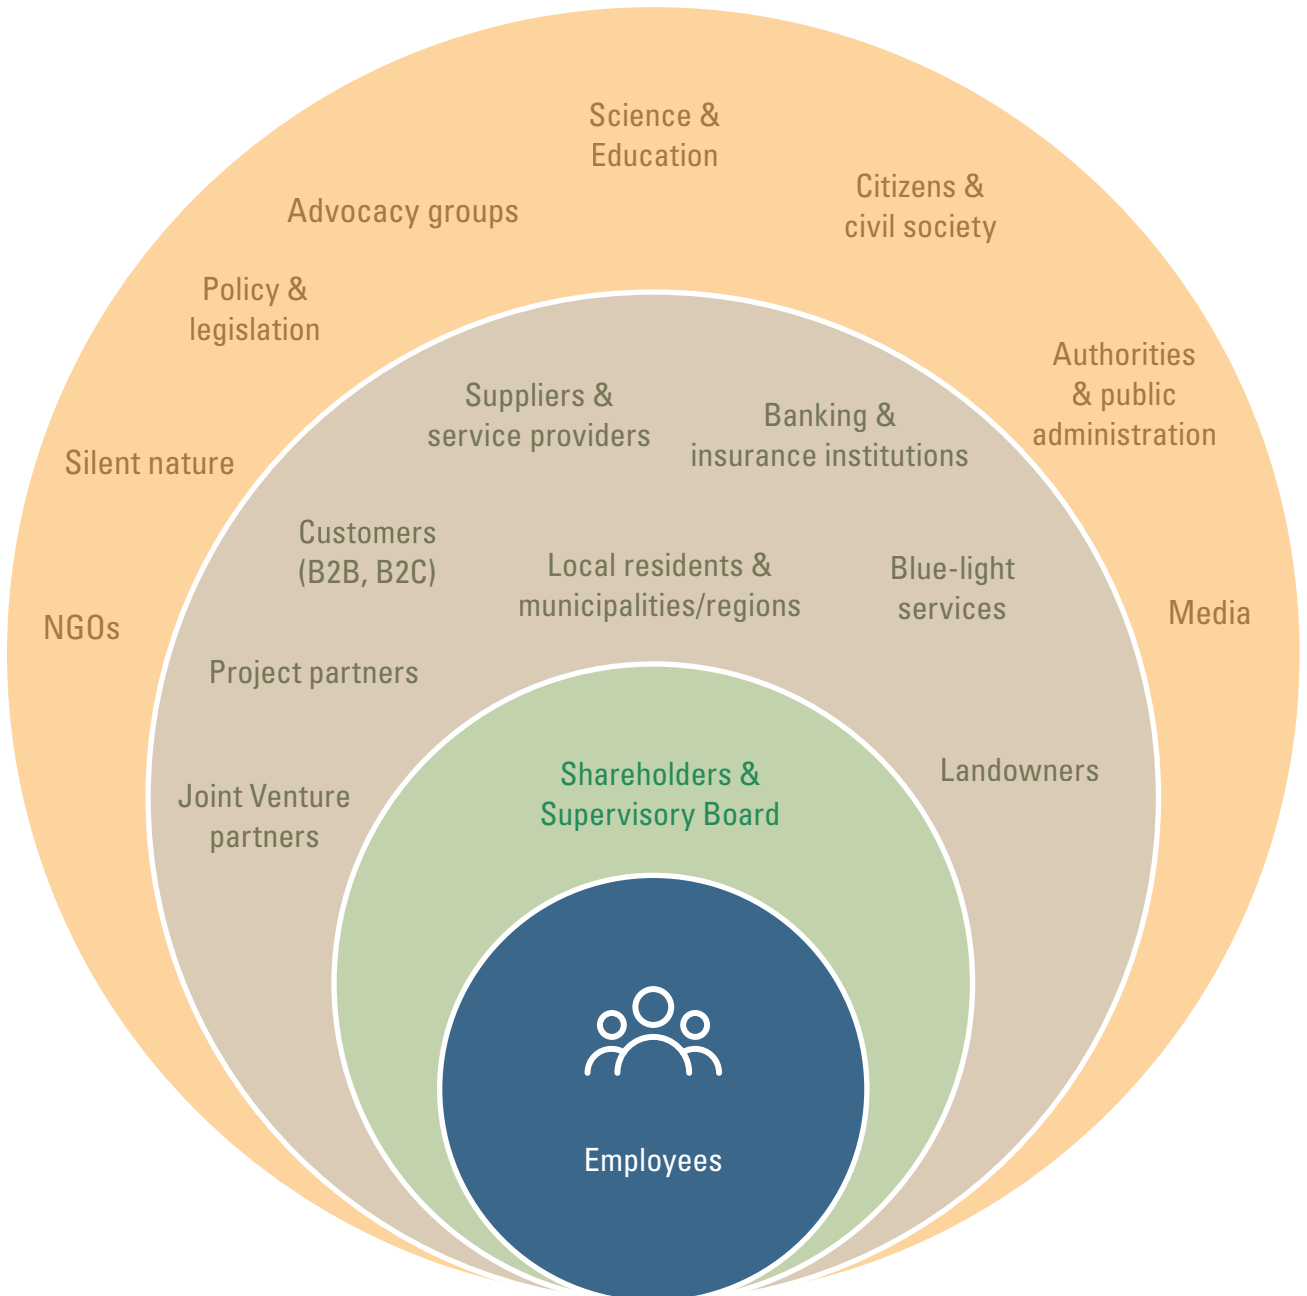 Science &
Education
Citizens &
civil society
Advocacy groups
Policy &
legislation
Authorities
& public
administration
Silent nature
NGOs
Media
Suppliers &
service providers
Banking &
insurance institutions
Customers
(B2B, B2C)
Local residents &
municipalities/regions
Blue-light
services
Project partners
Joint Venture
partners
Landowners
Shareholders &
Supervisory Board
Employees